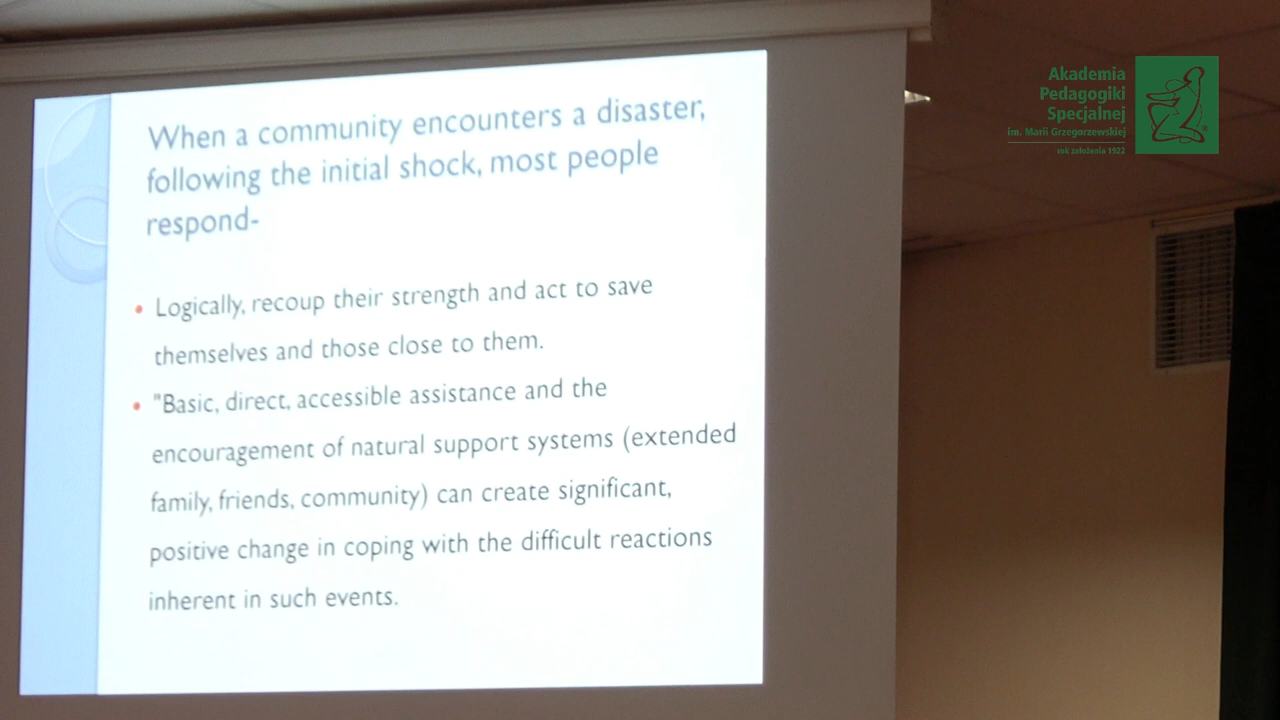 When a community encounters a disaster,
following the initial shock, most people
respond-
• Logically, recoup their strength and act to save
themselves and those close to them.
• "Basic, direct, accessible assistance and the
encouragement of natural support systems (extended
family, friends, community) can create significant,
positive change in coping with the difficult reactions
inherent in such events.
Akademia
Pedagogiki
Specjalnej
im. Marii Grzegorzewskiej
rok założenia 1922